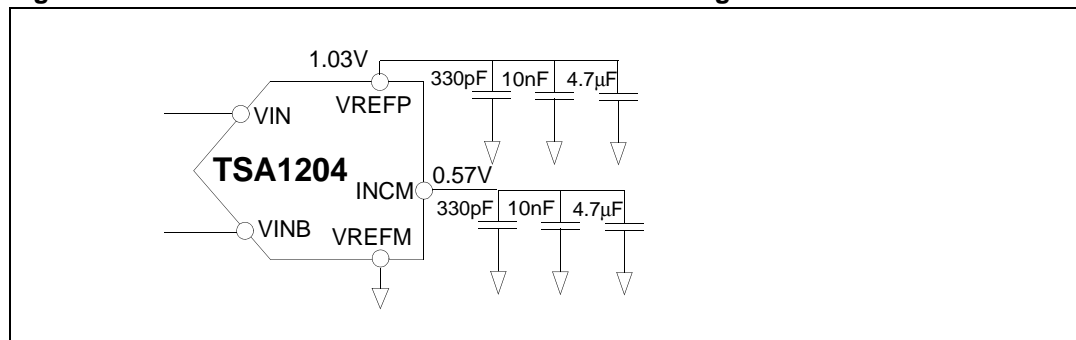 1.03V
330pF 10nF 4.7µF
VREFP
VIN
TSA1204
0.57V
INCM
330pF 10nF 4.7µF
VINB
VREFM